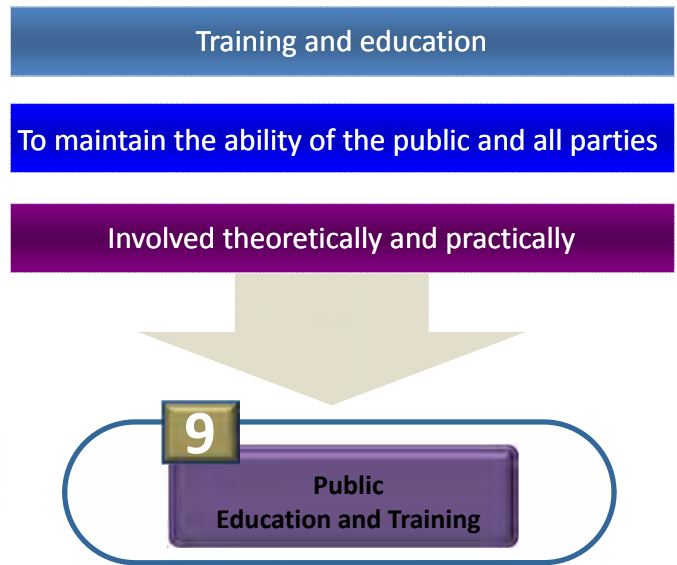 Training and education
To maintain the ability of the public and all parties
Involved theoretically and practically
9
Public
Education and Training